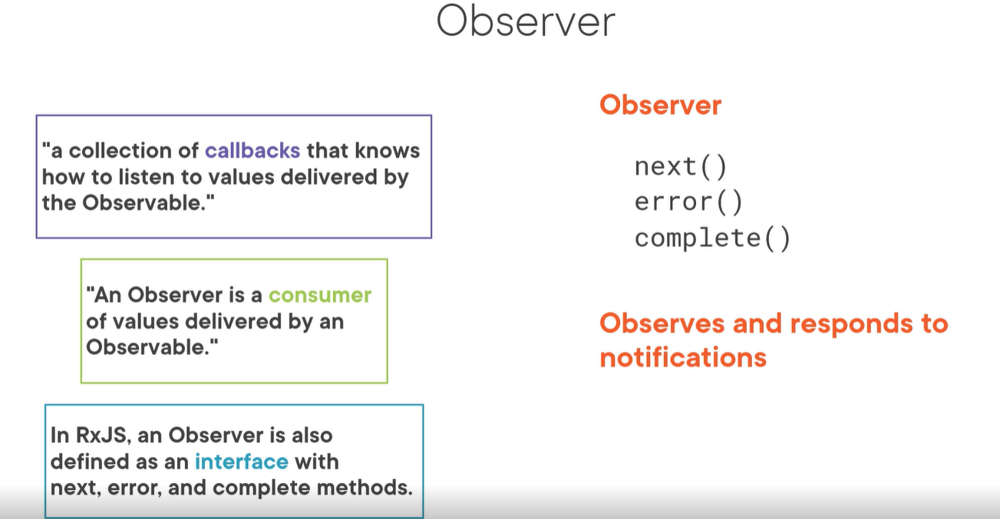 Observer
"a collection of callbacks that knows
how to listen to values delivered by
the Observable."
"An Observer is a consumer
of values delivered by an
Observable."
In RxJS, an Observer is also
defined as an interface with
next, error, and complete methods.
Observer
next()
error()
complete()
Observes and responds to
notifications